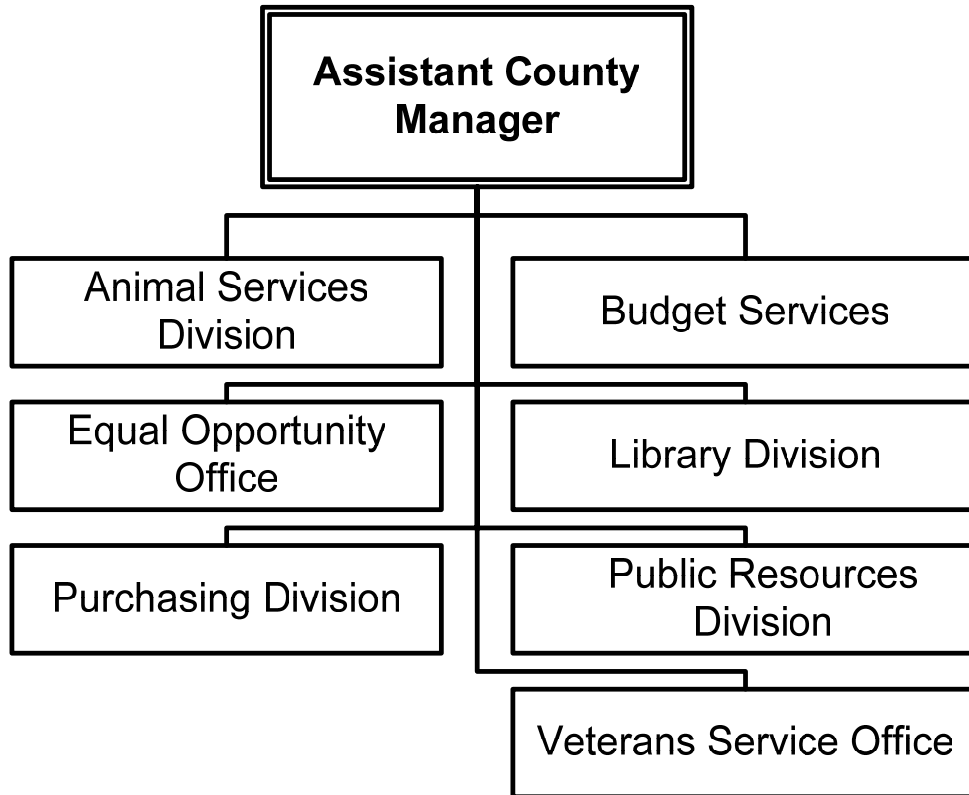 Assistant County
Manager
Animal Services
Division
Budget Services
Equal Opportunity
Office
Library Division
Purchasing Division
Public Resources
Division
Veterans Service Office